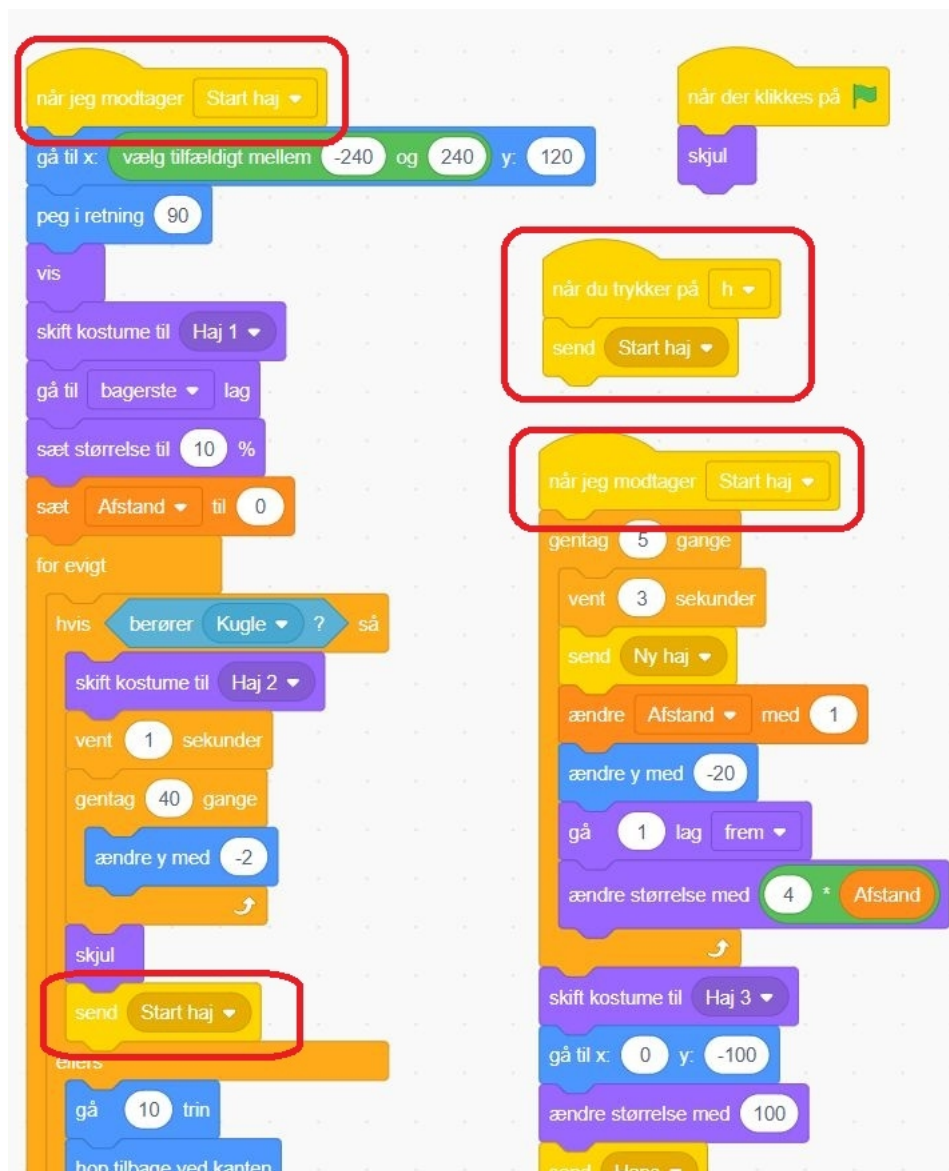 når jeg modtager Start haj
gå til x: vælg tilfældigt mellem -240 og 240 y: 120
peg i retning 90
vis
skift kostume til Haj 1
gå til bagerste lag
sæt størrelse til 10 %
sæt Afstand til 0
for evigt
hvis berører Kugle ? så
skift kostume til Haj 2
vent 1 sekunder
gentag 40 gange
ændre y med -2
skjul
send Start haj
ellers
gå 10 trin
hop tilbage ved kanten
når der klikkes på
skjul
når du trykker på h
send Start haj
når jeg modtager Start haj
gentag 5 gange
vent 3 sekunder
send Ny haj
ændre Afstand med 1
ændre y med -20
gå 1 lag frem
ændre størrelse med 4 * Afstand
skift kostume til Haj 3
gå til x: 0 y: -100
ændre størrelse med 100
send